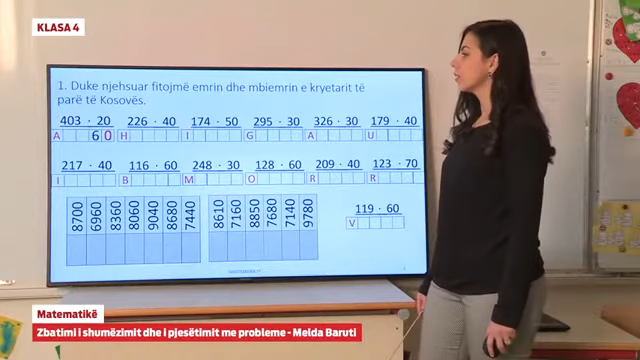 KLASA 4
1. Duke njehsuar fitojmë emrin dhe mbiemrin e kryetarit të
parë të Kosovës.
403 · 20 226 · 40 174 · 50 295 · 30 326 · 30 179 · 40
A 6 0 H I G A U
217 · 40 116 · 60 248 · 30 128 · 60 209 · 40 123 · 70
I B M O R R
8700 6960 8360 8060 9040 8680 7440 8610 7160 8850 7680 7140 9780
119 · 60
V
Matematikë
Zbatimi i shumëzimit dhe i pjesëtimit me probleme - Melda Baruti